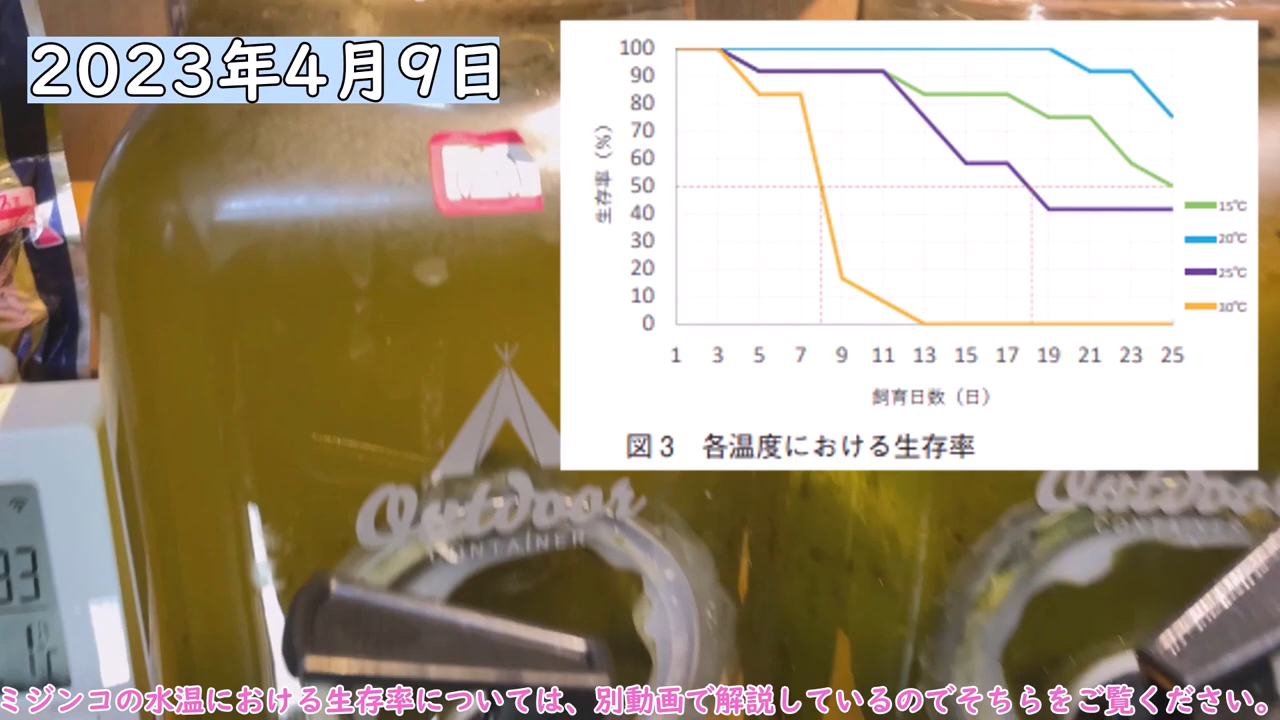 2023年4月9日
100
90
80
70
60
50
40
30
20
10
0
生存率（%）
1 3 5 7 9 11 13 15 17 19 21 23 25
飼育日数（日）
15℃
20℃
25℃
30℃
図3 各温度における生存率
Outdoor
CONTAINER
Outdoor
CONTAINER
ミジンコの水温における生存率については、別動画で解説しているのでそちらをご覧ください。